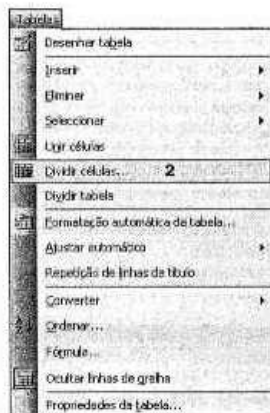 Tabelas
Desenhar tabela
Inserir
Eliminar
Seleccionar
Unir células
Dividir células... 2
Dividir tabela
Formatação automática da tabela...
Ajustar automático
Repetição de linhas de título
Converter
Ordenar...
Fórmula...
Ocultar linhas de grelha
Propriedades da tabela...